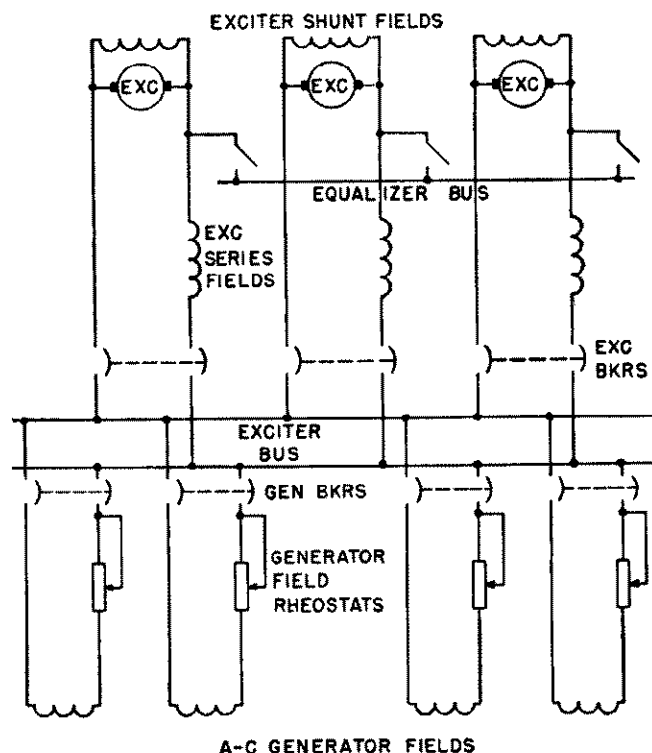 EXCITER SHUNT FIELDS
EXC
EXC
EXC
EQUALIZER BUS
EXC
SERIES
FIELDS
EXC
BKRS
EXCITER
BUS
GEN BKRS
GENERATOR
FIELD
RHEOSTATS
A-C GENERATOR FIELDS